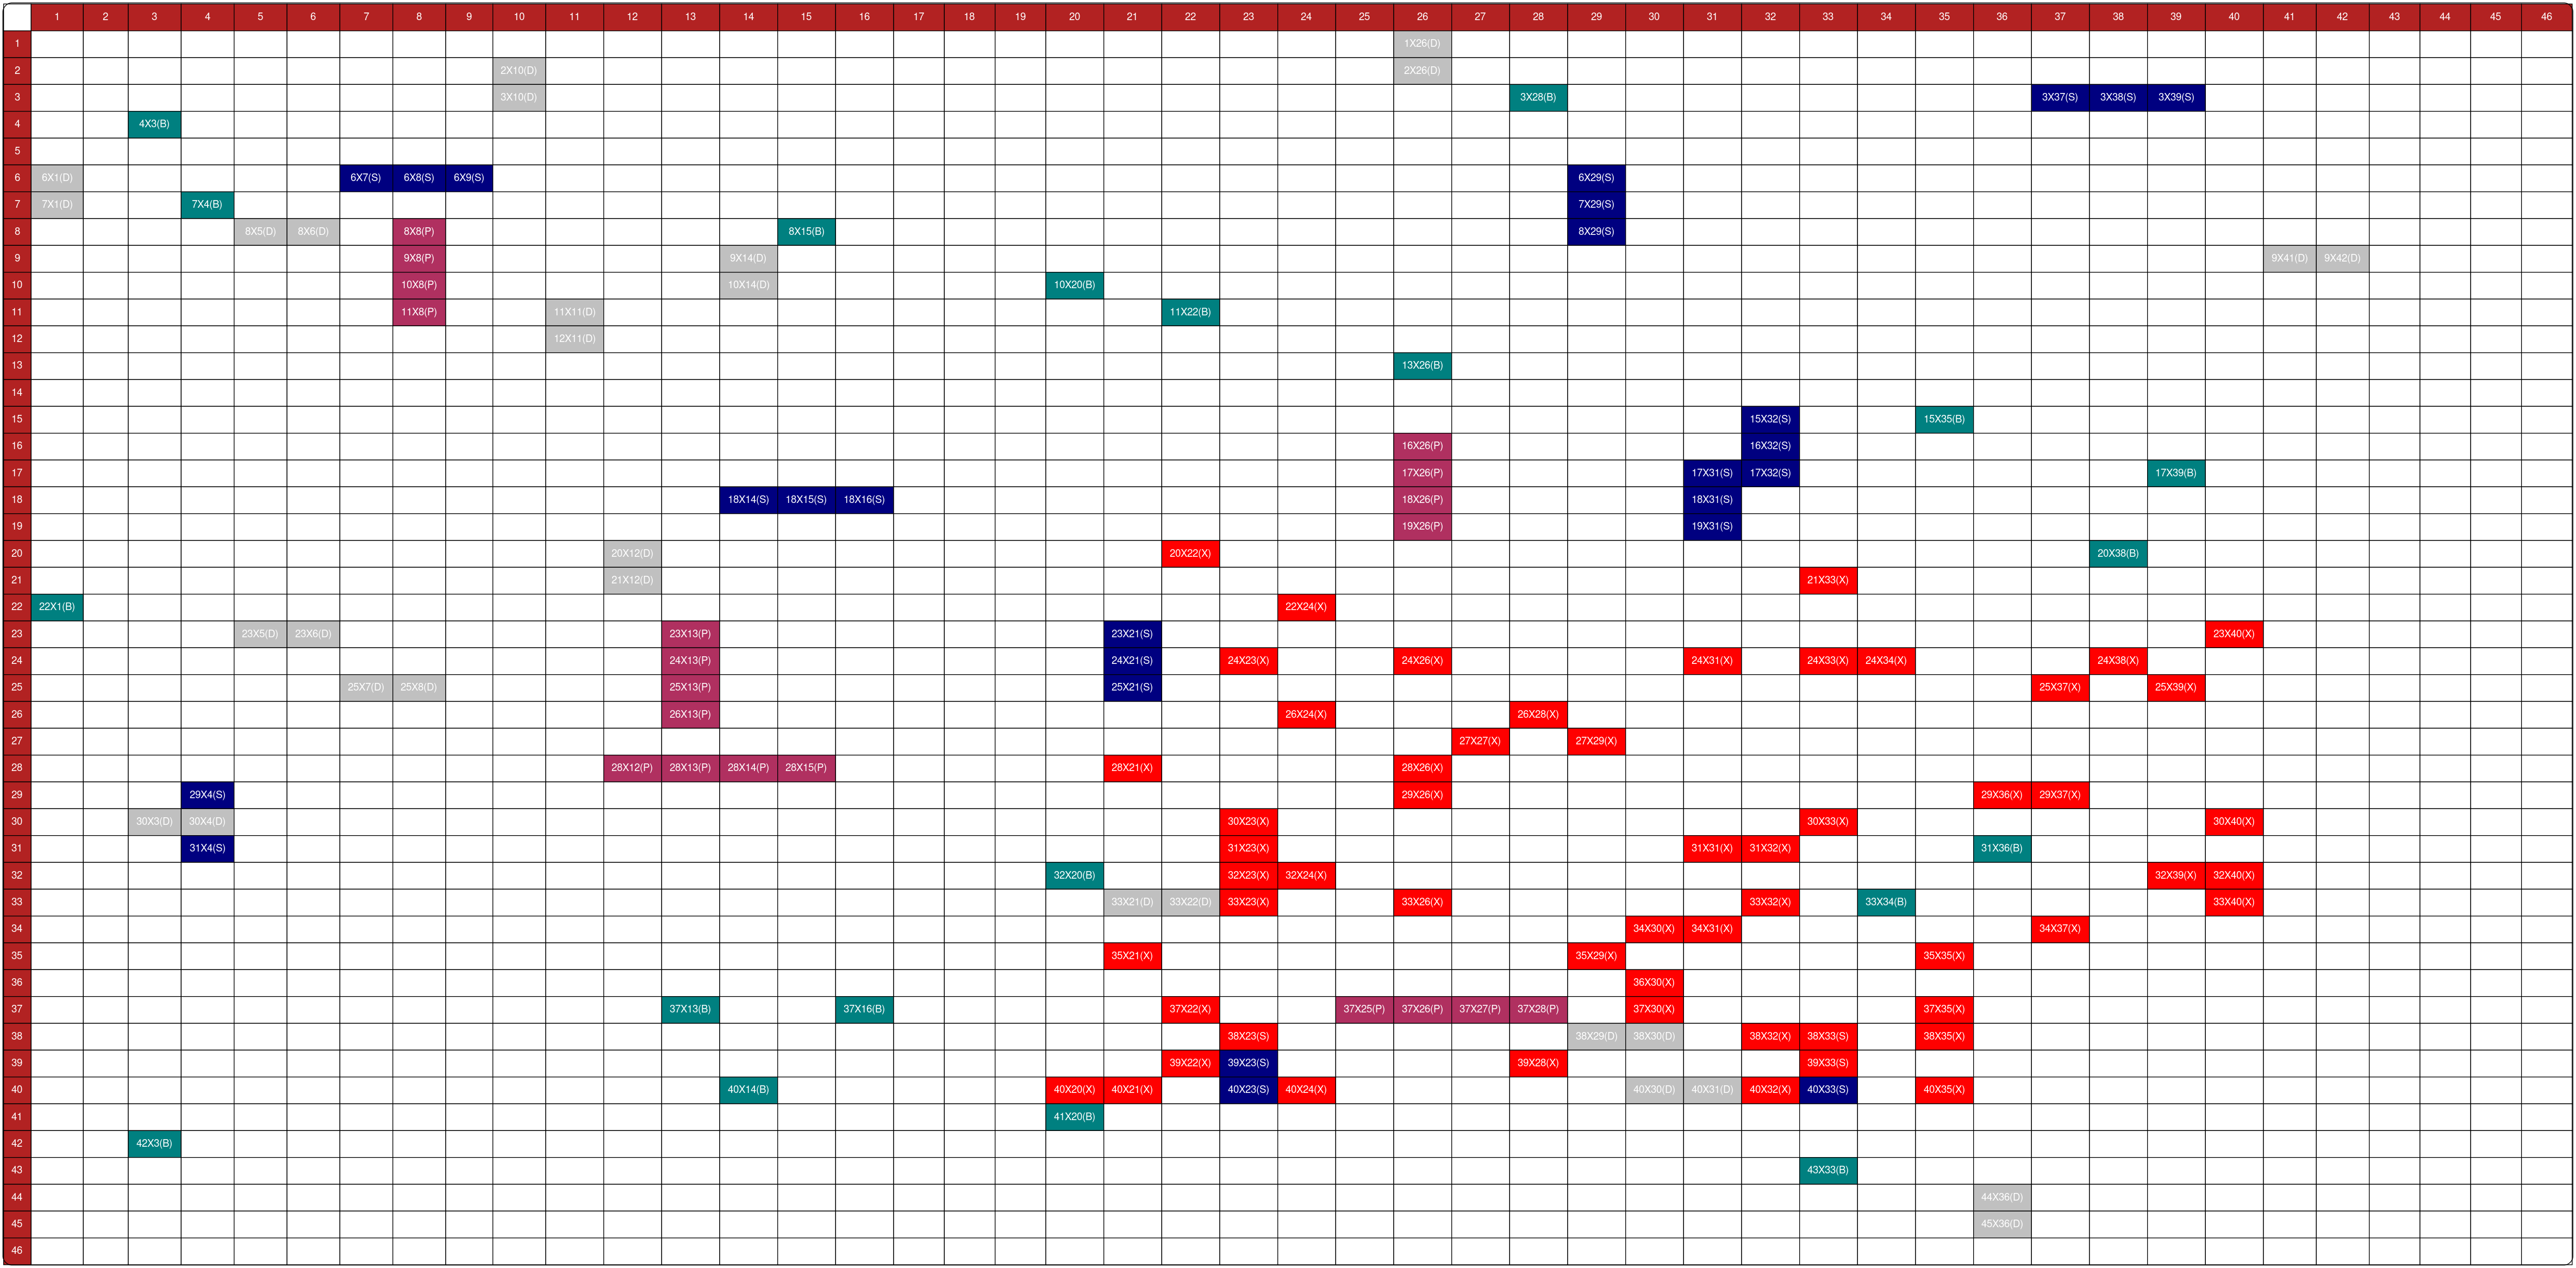 1 2 3 4 5 6 7 8 9 10 11 12 13 14 15 16 17 18 19 20 21 22 23 24 25 26 27 28 29 30 31 32 33 34 35 36 37 38 39 40 41 42 43 44 45 46
1 1X26(D)
2 2X10(D) 2X26(D)
3 3X10(D) 3X28(B) 3X37(S) 3X38(S) 3X39(S)
4 4X3(B)
5
6 6X1(D) 6X7(S) 6X8(S) 6X9(S) 6X29(S)
7 7X1(D) 7X4(B) 7X29(S)
8 8X5(D) 8X6(D) 8X8(P) 8X15(B) 8X29(S)
9 9X8(P) 9X14(D) 9X41(D) 9X42(D)
10 10X8(P) 10X14(D) 10X20(B)
11 11X8(P) 11X11(D) 11X22(B)
12 12X11(D)
13 13X26(B)
14
15 15X32(S) 15X35(B)
16 16X26(P) 16X32(S)
17 17X26(P) 17X31(S) 17X32(S) 17X39(B)
18 18X14(S) 18X15(S) 18X16(S) 18X26(P) 18X31(S)
19 19X26(P) 19X31(S)
20 20X12(D) 20X22(X) 20X38(B)
21 21X12(D) 21X33(X)
22 22X1(B) 22X24(X)
23 23X5(D) 23X6(D) 23X13(P) 23X21(S) 23X40(X)
24 24X13(P) 24X21(S) 24X23(X) 24X26(X) 24X31(X) 24X33(X) 24X34(X) 24X38(X)
25 25X7(D) 25X8(D) 25X13(P) 25X21(S) 25X37(X) 25X39(X)
26 26X13(P) 26X24(X) 26X28(X)
27 27X27(X) 27X29(X)
28 28X12(P) 28X13(P) 28X14(P) 28X15(P) 28X21(X) 28X26(X)
29 29X4(S) 29X26(X) 29X36(X) 29X37(X)
30 30X3(D) 30X4(D) 30X23(X) 30X33(X) 30X40(X)
31 31X4(S) 31X23(X) 31X31(X) 31X32(X) 31X36(B)
32 32X20(B) 32X23(X) 32X24(X) 32X39(X) 32X40(X)
33 33X21(D) 33X22(D) 33X23(X) 33X26(X) 33X32(X) 33X34(B) 33X40(X)
34 34X30(X) 34X31(X) 34X37(X)
35 35X21(X) 35X29(X) 35X35(X)
36 36X30(X)
37 37X13(B) 37X16(B) 37X22(X) 37X25(P) 37X26(P) 37X27(P) 37X28(P) 37X30(X) 37X35(X)
38 38X23(S) 38X29(D) 38X30(D) 38X32(X) 38X33(S) 38X35(X)
39 39X22(X) 39X23(S) 39X28(X) 39X33(S)
40 40X14(B) 40X20(X) 40X21(X) 40X23(S) 40X24(X) 40X30(D) 40X31(D) 40X32(X) 40X33(S) 40X35(X)
41 41X20(B)
42 42X3(B)
43 43X33(B)
44 44X36(D)
45 45X36(D)
46